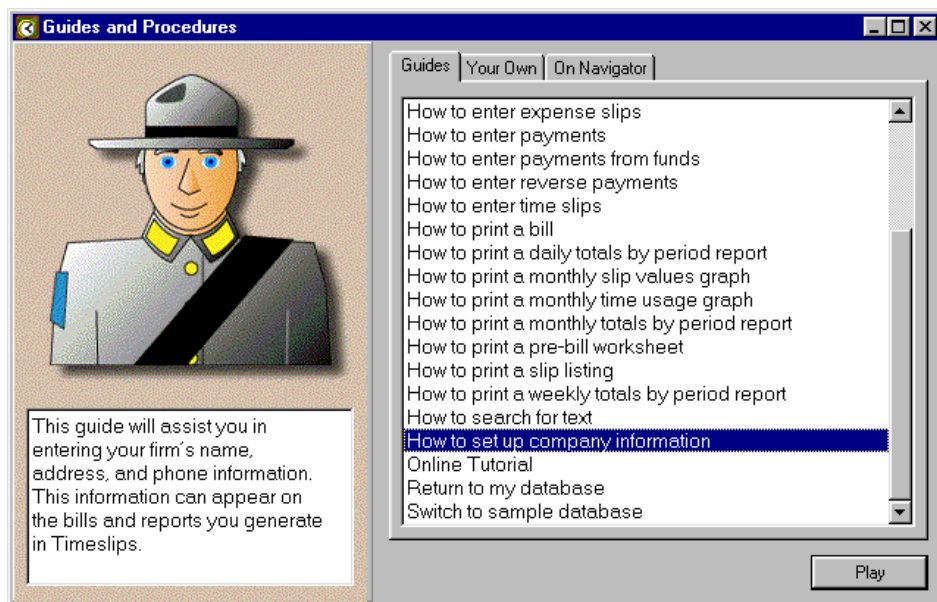 Guides and Procedures
Guides
Your Own
On Navigator
How to enter expense slips
How to enter payments
How to enter payments from funds
How to enter reverse payments
How to enter time slips
How to print a bill
How to print a daily totals by period report
How to print a monthly slip values graph
How to print a monthly time usage graph
How to print a monthly totals by period report
How to print a pre-bill worksheet
How to print a slip listing
How to print a weekly totals by period report
How to search for text
How to set up company information
Online Tutorial
Return to my database
Switch to sample database
This guide will assist you in
entering your firm´s name,
address, and phone information.
This information can appear on
the bills and reports you generate
in Timeslips.
Play